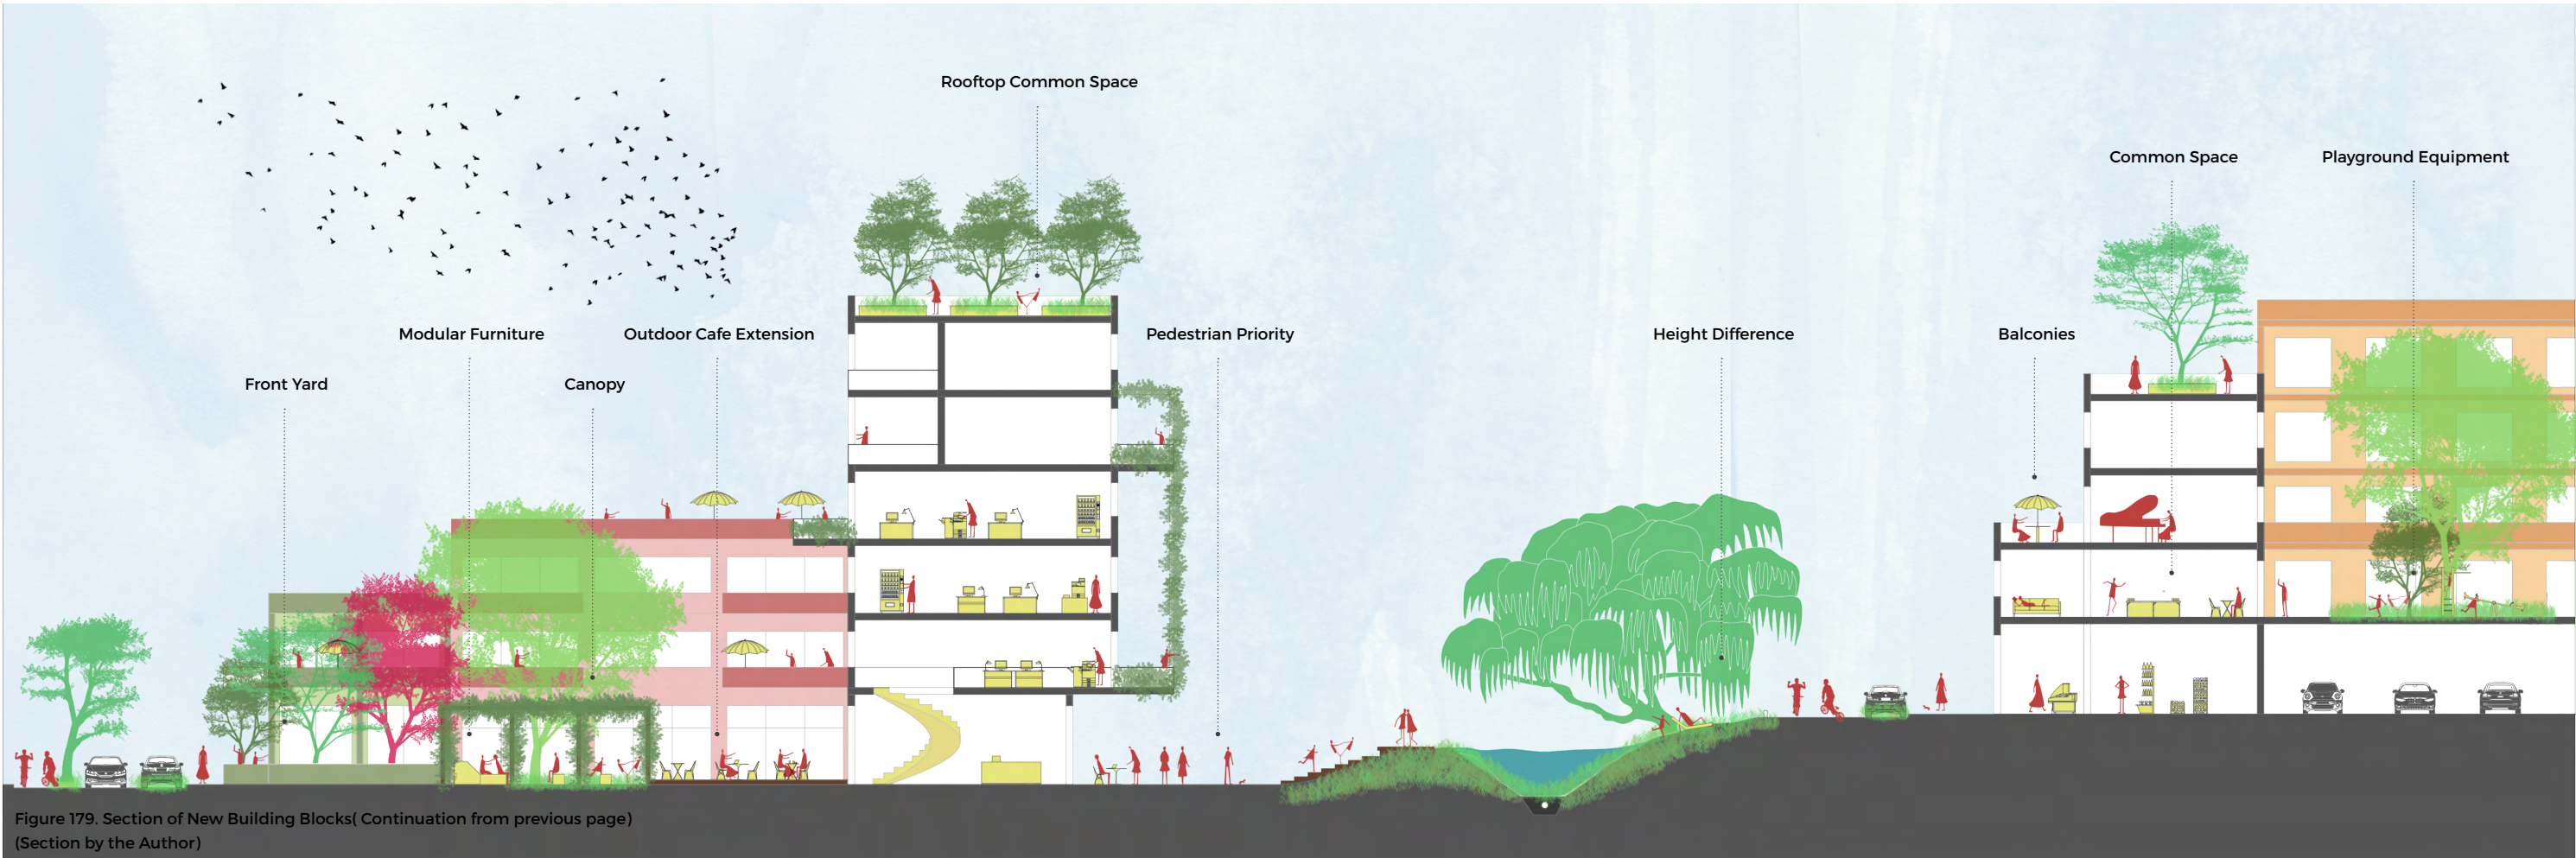 Rooftop Common Space
Common Space
Playground Equipment
Modular Furniture
Outdoor Cafe Extension
Pedestrian Priority
Height Difference
Balconies
Front Yard
Canopy
Figure 179. Section of New Building Blocks( Continuation from previous page)
(Section by the Author)